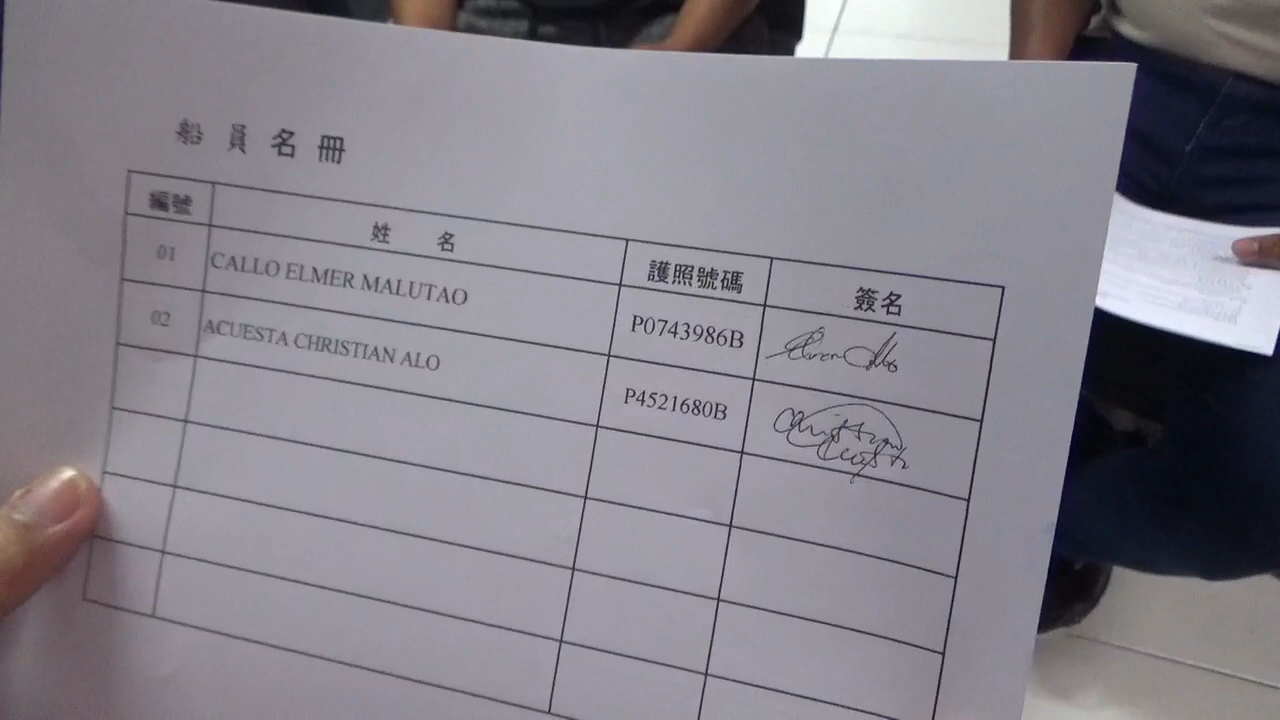 船員名冊
編號 姓名 護照號碼 簽名
01 CALLO ELMER MALUTAO P0743986B
02 ACUESTA CHRISTIAN ALO P4521680B